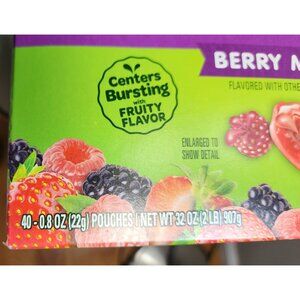 BERRY
FLAVORED WITH OTHE
Centers
Bursting
with
FRUITY
FLAVOR
ENLARGED TO
SHOW DETAIL
40-0.8 OZ (22g) POUCHES | NET WT 32 OZ (2 LB) 907g